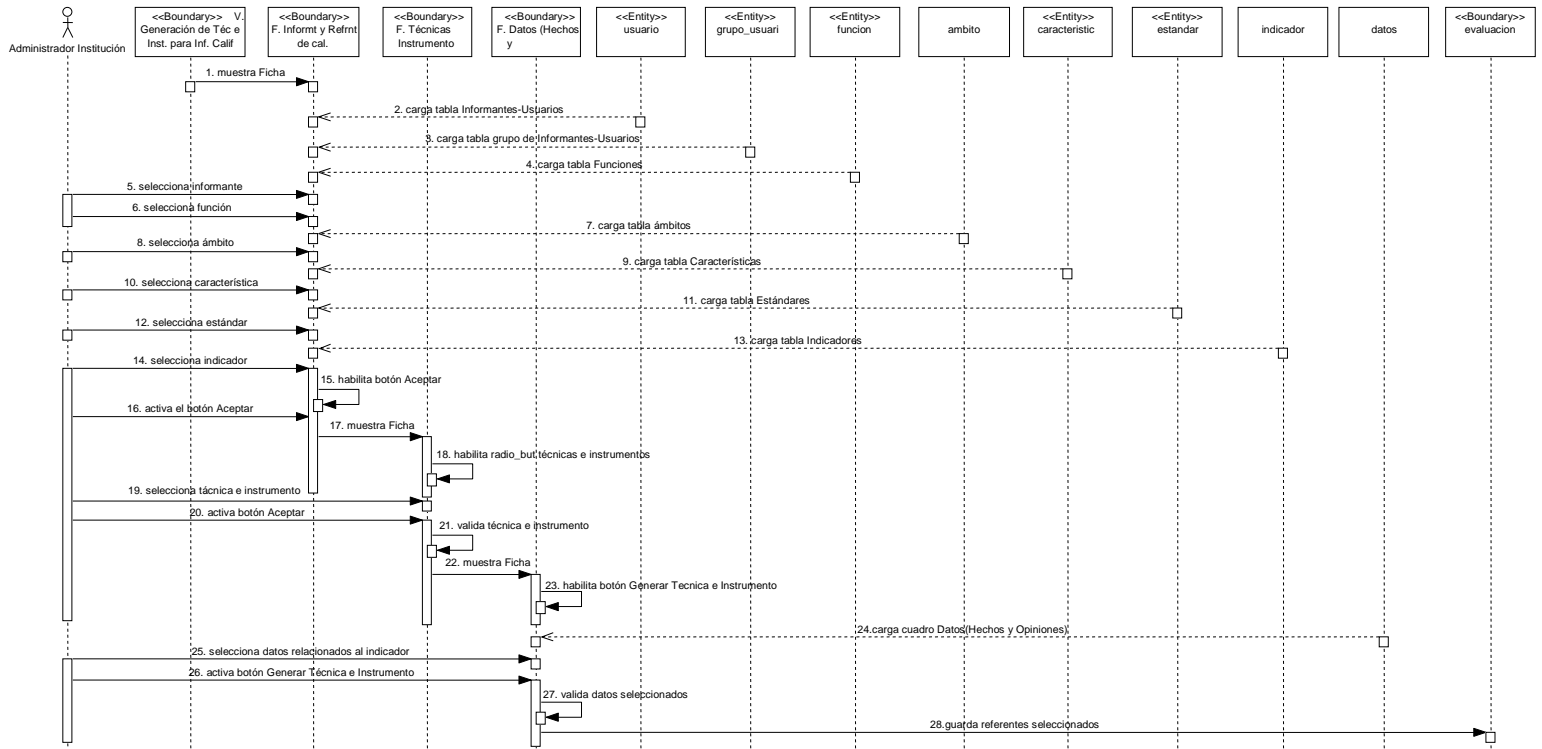 Administrador Institución
<<Boundary>> V.
Generación de Téc e
Inst. para Inf. Calif
<<Boundary>>
F. Informt y Refrnt
de cal.
<<Boundary>>
F. Técnicas
Instrumento
<<Boundary>>
F. Datos (Hechos
y
<<Entity>>
usuario
<<Entity>>
grupo_usuari
<<Entity>>
funcion
ambito
<<Entity>>
caracteristic
<<Entity>>
estandar
indicador
datos
<<Boundary>>
evaluacion
1. muestra Ficha
2. carga tabla Informantes-Usuarios
3. carga tabla grupo de Informantes-Usuarios
4. carga tabla Funciones
5. selecciona informante
6. selecciona función
7. carga tabla ámbitos
8. selecciona ámbito
9. carga tabla Características
10. selecciona característica
11. carga tabla Estándares
12. selecciona estándar
13. carga tabla Indicadores
14. selecciona indicador
15. habilita botón Aceptar
16. activa el botón Aceptar
17. muestra Ficha
18. habilita radio_but técnicas e instrumentos
19. selecciona tácnica e instrumento
20. activa botón Aceptar
21. valida técnica e instrumento
22. muestra Ficha
23. habilita botón Generar Tecnica e Instrumento
24.carga cuadro Datos(Hechos y Opiniones)
25. selecciona datos relacionados al indicador
26. activa botón Generar Técnica e Instrumento
27. valida datos seleccionados
28.guarda referentes seleccionados